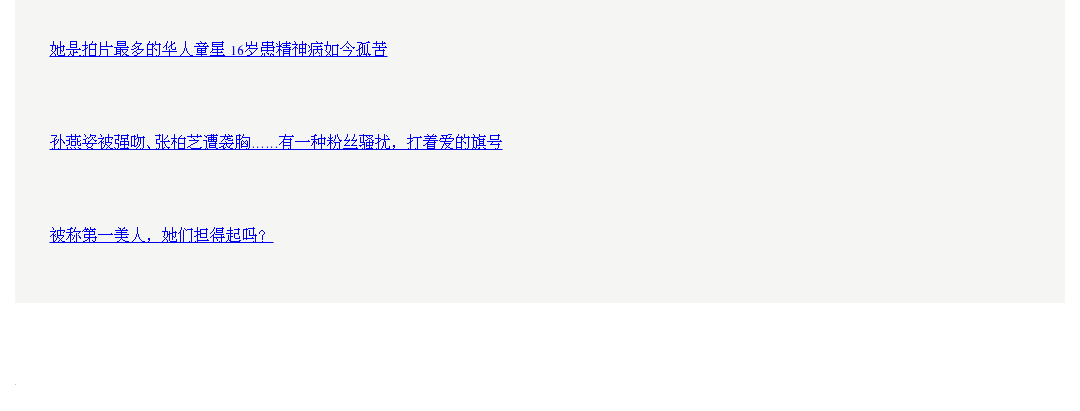 她是拍片最多的华人童星 16岁患精神病如今孤苦
孙燕姿被强吻、张柏芝遭袭胸……有一种粉丝骚扰，打着爱的旗号
被称第一美人，她们担得起吗？